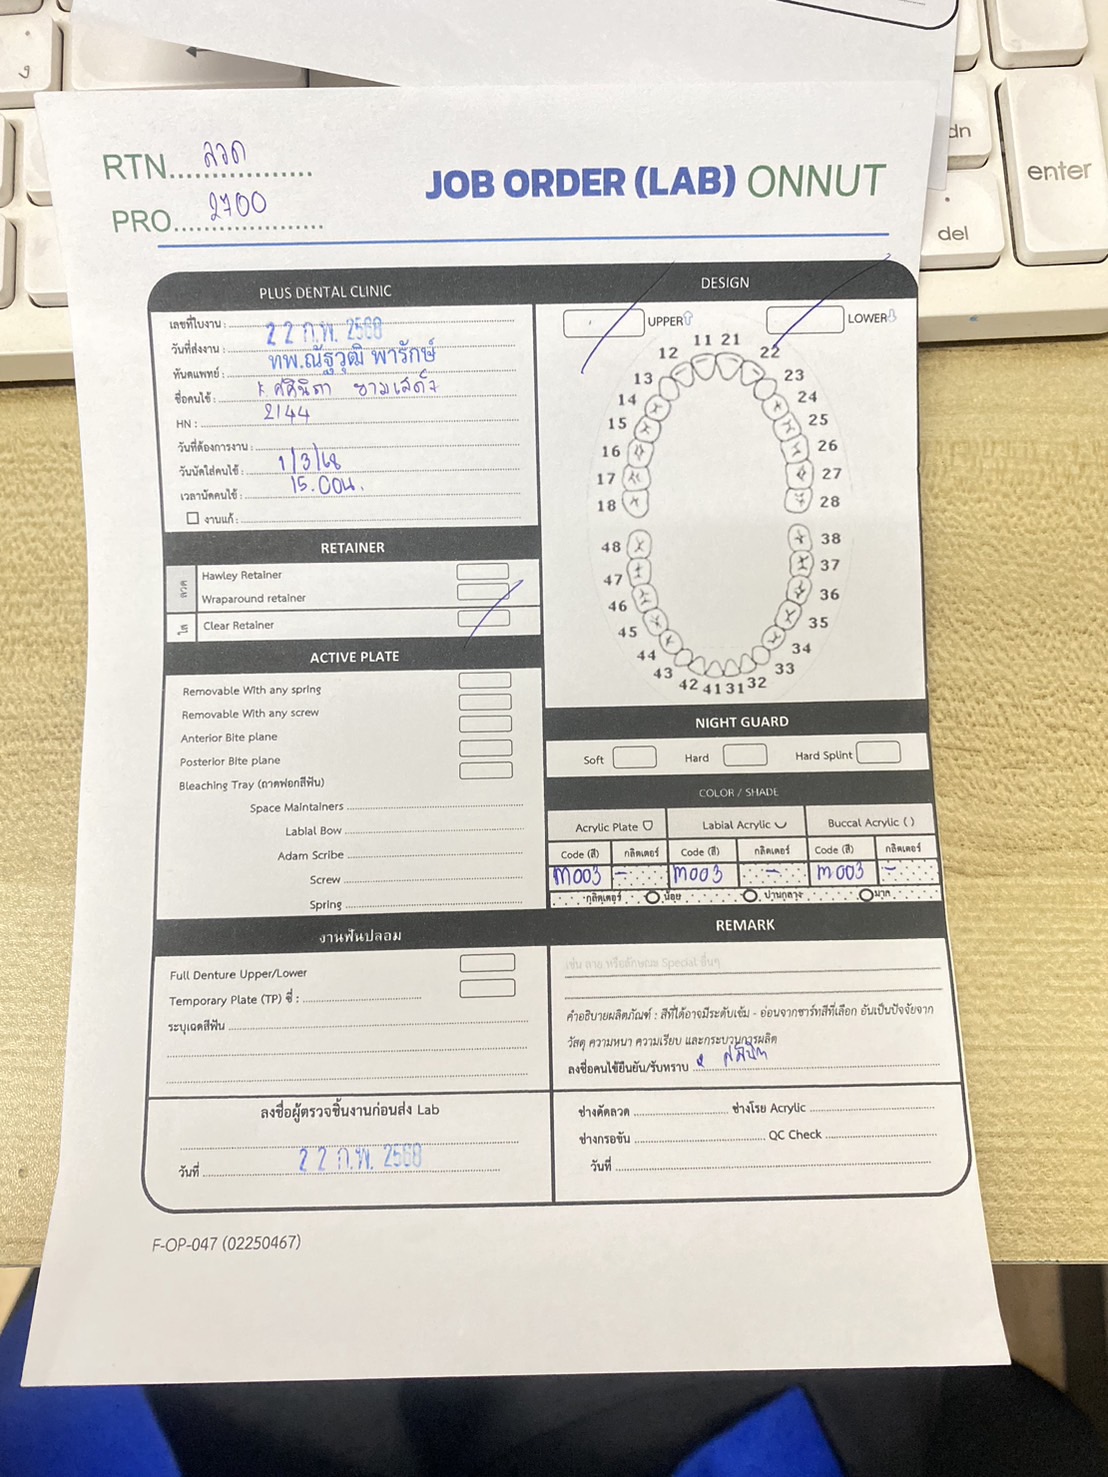 RTN. ลวด
PRO. 2700
JOB ORDER (LAB) ONNUT
PLUS DENTAL CLINIC
เลขที่ใบงาน :
วันที่ส่งงาน : 22 ก.พ. 2568
ทันตแพทย์ : ทพ.ณัฐวุฒิ พารักษ์
ชื่อคนไข้ :
HN : 2144
วันที่ต้องการงาน :
วันนัดใส่คนไข้ : 1/3/68
เวลานัดคนไข้ : 15.00น.
งานแก้ :
RETAINER
ลวด
Hawley Retainer
Wraparound retainer
ใส
Clear Retainer
ACTIVE PLATE
Removable With any spring
Removable With any screw
Anterior Bite plane
Posterior Bite plane
Bleaching Tray (ถาดฟอกสีฟัน)
Space Maintainers
Labial Bow
Adam Scribe
Screw
Spring
งานฟันปลอม
Full Denture Upper/Lower
Temporary Plate (TP) ซี่ :
ระบุเฉดสีฟัน
ลงชื่อผู้ตรวจชิ้นงานก่อนส่ง Lab
วันที่ 22 ก.พ. 2568
DESIGN
UPPER LOWER
11 21
12 22
13 23
14 24
15 25
16 26
17 27
18 28
48 38
47 37
46 36
45 35
44 34
43 33
42 41 31 32
NIGHT GUARD
Soft Hard Hard Splint
COLOR / SHADE
Acrylic Plate Labial Acrylic Buccal Acrylic ( )
Code (สี) กลิตเตอร์ Code (สี) กลิตเตอร์ Code (สี) กลิตเตอร์
M003 - M003 - M003 -
กลิตเตอร์ น้อย ปานกลาง มาก
REMARK
เช่น ลาย หรือลักษณะ Special อื่นๆ
คำอธิบายผลิตภัณฑ์ : สีที่ได้อาจมีระดับเข้ม - อ่อนจากชาร์ทสีที่เลือก อันเป็นปัจจัยจาก
วัสดุ ความหนา ความเรียบ และกระบวนการผลิต
ลงชื่อคนไข้ยืนยัน/รับทราบ
ช่างดัดลวด ช่างโรย Acrylic
ช่างกรอขัน QC Check
วันที่
F-OP-047 (02250467)